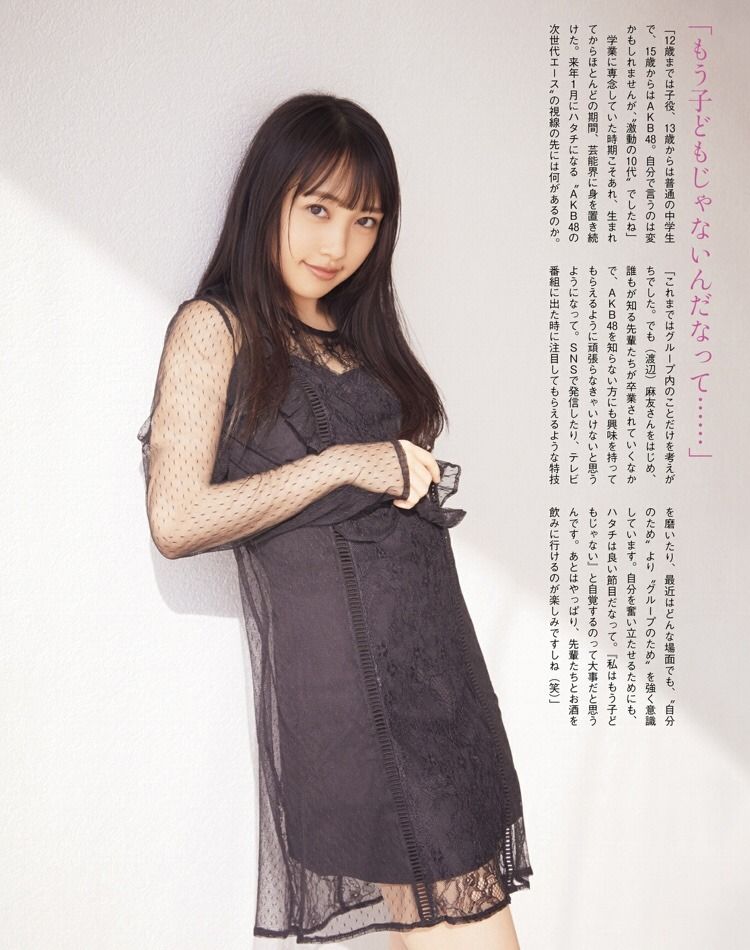 「もう子どもじゃないんだなって……」
「12歳までは子役、13歳からは普通の中学生
で、15歳からはAKB48。自分で言うのは変
かもしれませんが、〝激動の10代〟でしたね」
　学業に専念していた時期こそあれ、生まれ
てからほとんどの期間、芸能界に身を置き続
けた。来年1月にハタチになる〝AKB48の
次世代エース〟の視線の先には何があるのか。
「これまではグループ内のことだけを考えが
ちでした。でも（渡辺）麻友さんをはじめ、
誰もが知る先輩たちが卒業されていくなか
で、AKB48を知らない方にも興味を持って
もらえるように頑張らなきゃいけないと思う
ようになって。SNSで発信したり、テレビ
番組に出た時に注目してもらえるような特技
を磨いたり、最近はどんな場面でも、〝自分
のため〟より〝グループのため〟を強く意識
しています。自分を奮い立たせるためにも、
ハタチは良い節目だなって。『私はもう子ど
もじゃない』と自覚するのって大事だと思う
んです。あとはやっぱり、先輩たちとお酒を
飲みに行けるのが楽しみですしね（笑）」